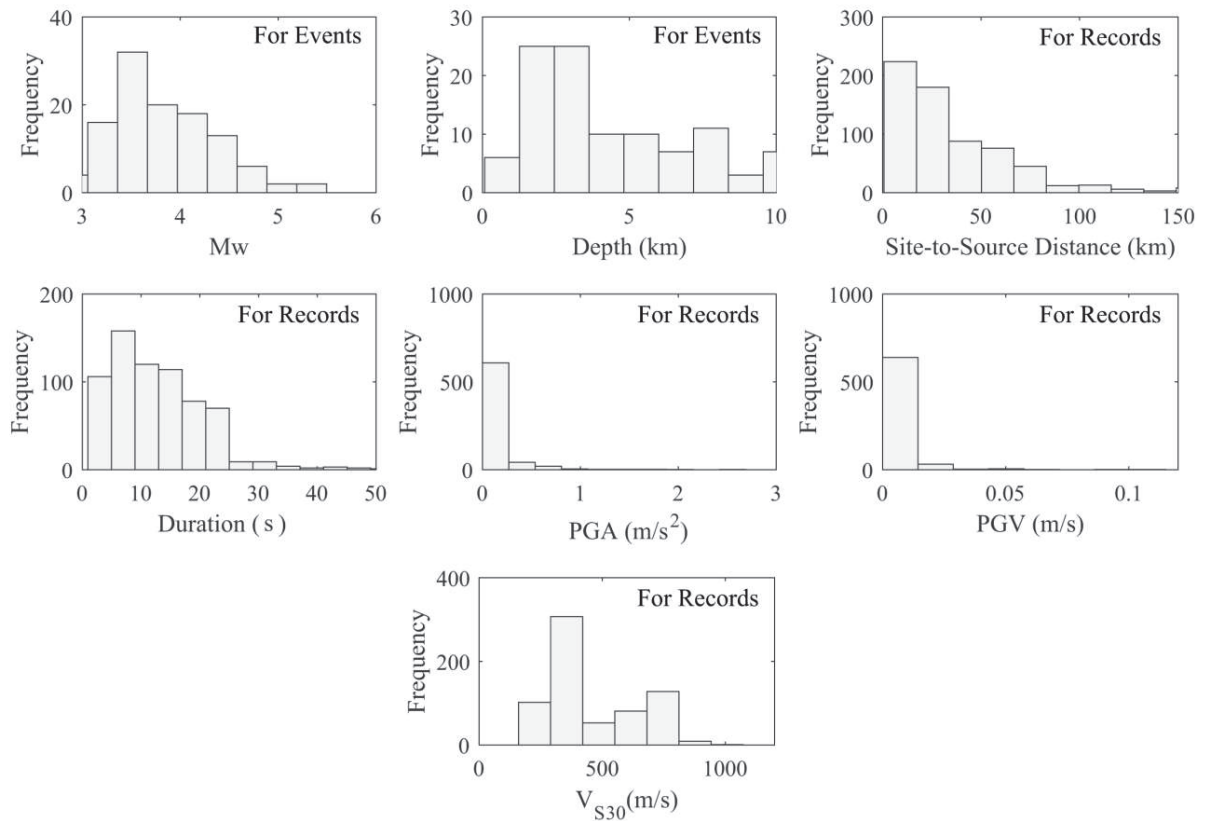 For Events
Frequency
40
20
0
3 4 5 6
Mw
For Events
Frequency
30
20
10
0
0 5 10
Depth (km)
For Records
Frequency
300
200
100
0
0 50 100 150
Site-to-Source Distance (km)
For Records
Frequency
200
100
0
0 10 20 30 40 50
Duration (s)
For Records
Frequency
1000
500
0
0 1 2 3
PGA (m/s²)
For Records
Frequency
1000
500
0
0 0.05 0.1
PGV (m/s)
For Records
Frequency
400
200
0
0 500 1000
V_S30(m/s)